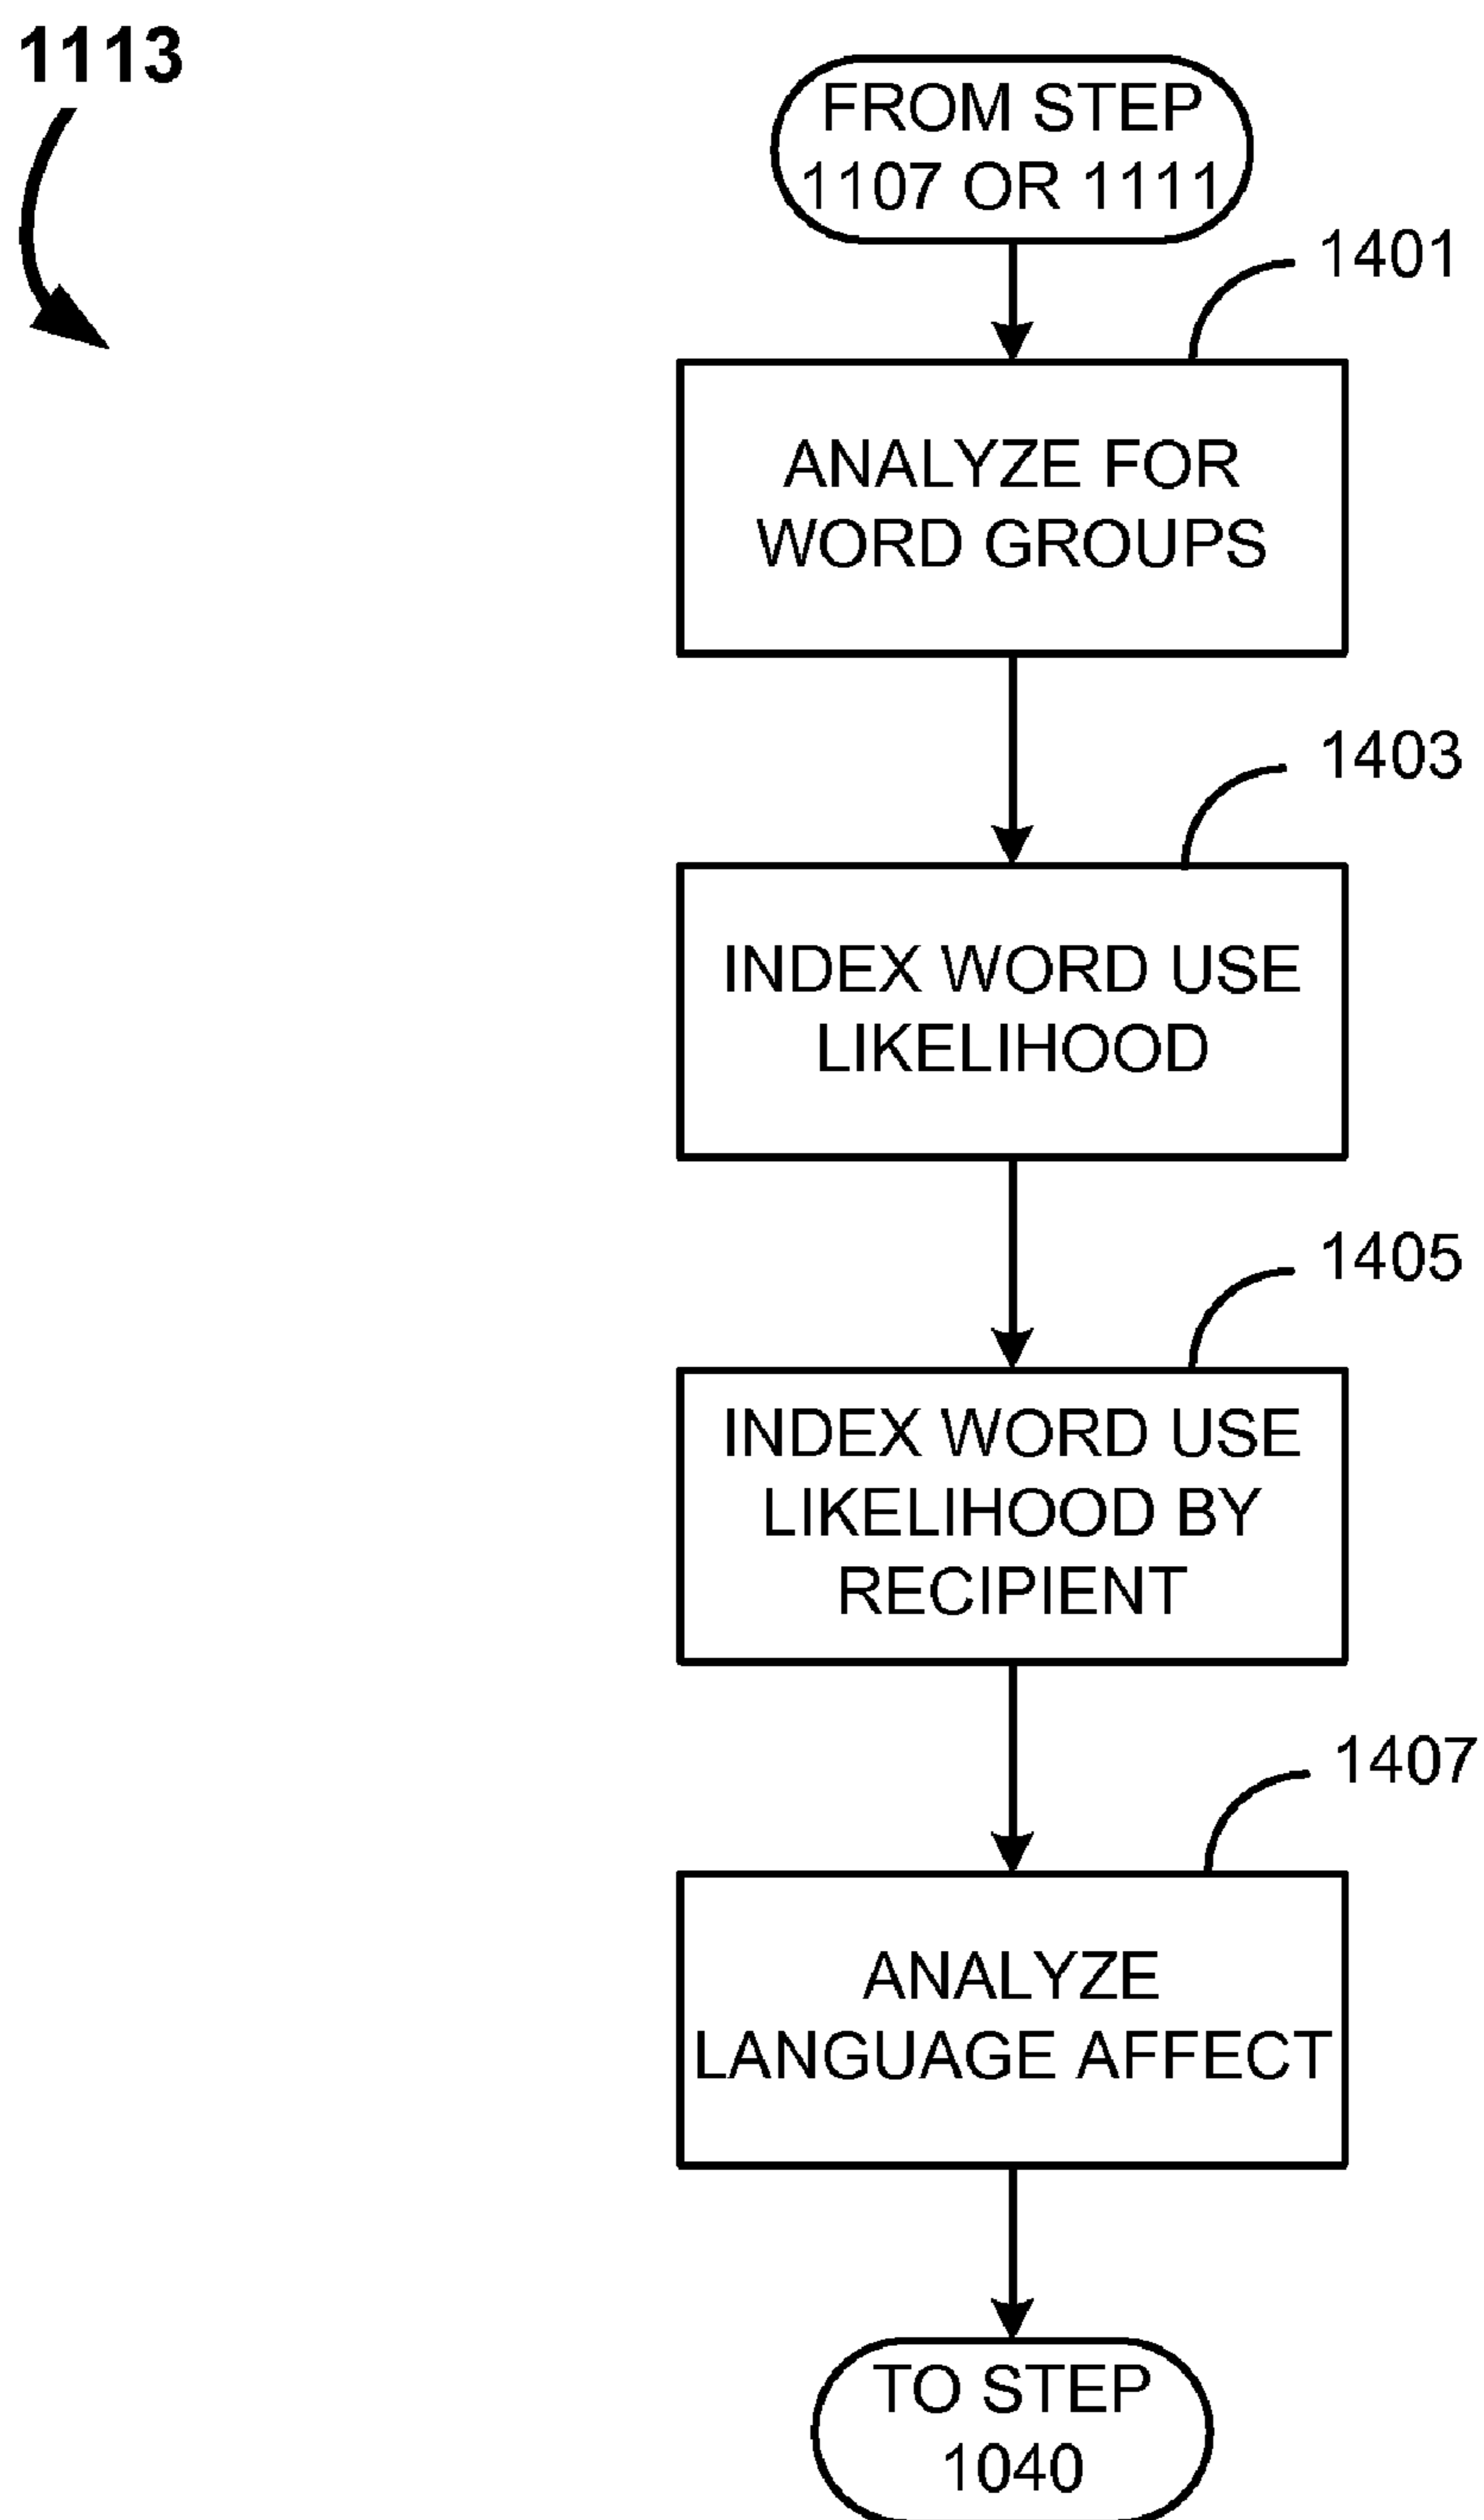 1113
FROM STEP
1107 OR 1111
1401
ANALYZE FOR
WORD GROUPS
1403
INDEX WORD USE
LIKELIHOOD
1405
INDEX WORD USE
LIKELIHOOD BY
RECIPIENT
1407
ANALYZE
LANGUAGE AFFECT
TO STEP
1040